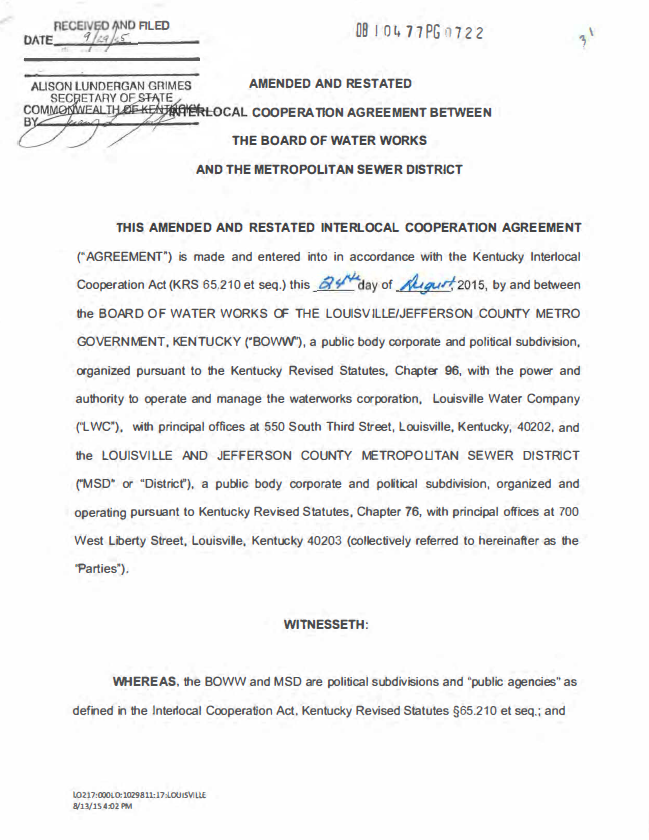 RECEIVED AND FILED
DATE 9/29/15
DB 10477PG0722
31
ALISON LUNDERGAN GRIMES
SECRETARY OF STATE
COMMONWEALTH OF KENTUCKY
BY
AMENDED AND RESTATED
INTERLOCAL COOPERATION AGREEMENT BETWEEN
THE BOARD OF WATER WORKS
AND THE METROPOLITAN SEWER DISTRICT
THIS AMENDED AND RESTATED INTERLOCAL COOPERATION AGREEMENT
("AGREEMENT") is made and entered into in accordance with the Kentucky Interlocal
Cooperation Act (KRS 65.210 et seq.) this 24th day of August, 2015, by and between
the BOARD OF WATER WORKS OF THE LOUISVILLE/JEFFERSON COUNTY METRO
GOVERNMENT, KENTUCKY ("BOWW"), a public body corporate and political subdivision,
organized pursuant to the Kentucky Revised Statutes, Chapter 96, with the power and
authority to operate and manage the waterworks corporation, Louisville Water Company
("LWC"), with principal offices at 550 South Third Street, Louisville, Kentucky, 40202, and
the LOUISVILLE AND JEFFERSON COUNTY METROPOLITAN SEWER DISTRICT
("MSD" or "District"), a public body corporate and political subdivision, organized and
operating pursuant to Kentucky Revised Statutes, Chapter 76, with principal offices at 700
West Liberty Street, Louisville, Kentucky 40203 (collectively referred to hereinafter as the
"Parties").
WITNESSETH:
WHEREAS, the BOWW and MSD are political subdivisions and "public agencies" as
defined in the Interlocal Cooperation Act, Kentucky Revised Statutes §65.210 et seq.; and
LO217:000LO:1029811:17:LOUISVILLE
8/13/15 4:02 PM